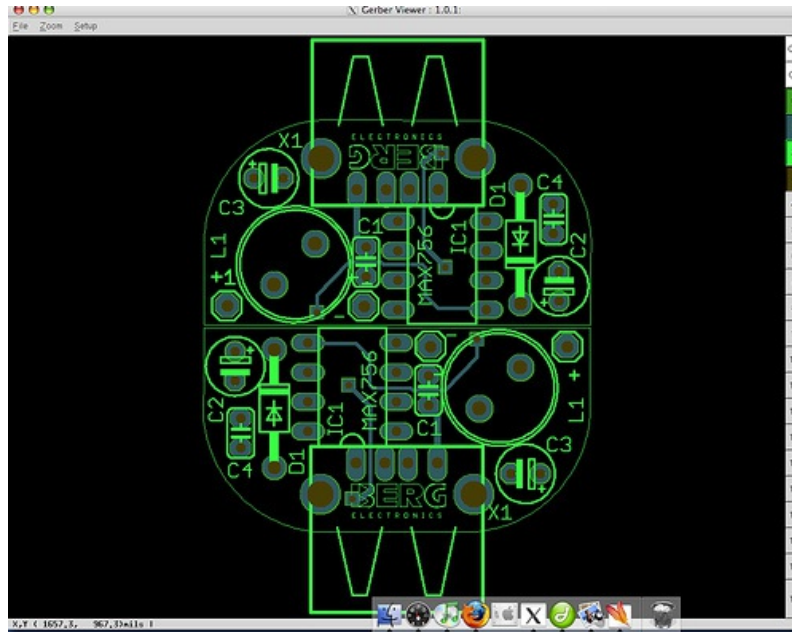 Gerber Viewer : 1.0.1:
File Zoom Setup
ELECTRONICS
BERG
X1
C3
D1
C4
L1
C1
IC1
MAX756
C2
+1
-
-
+
C2
IC1
MAX756
C1
L1
C4
D1
C3
BERG
ELECTRONICS
X1
X,Y ( 1657.3, 967.3)mils )